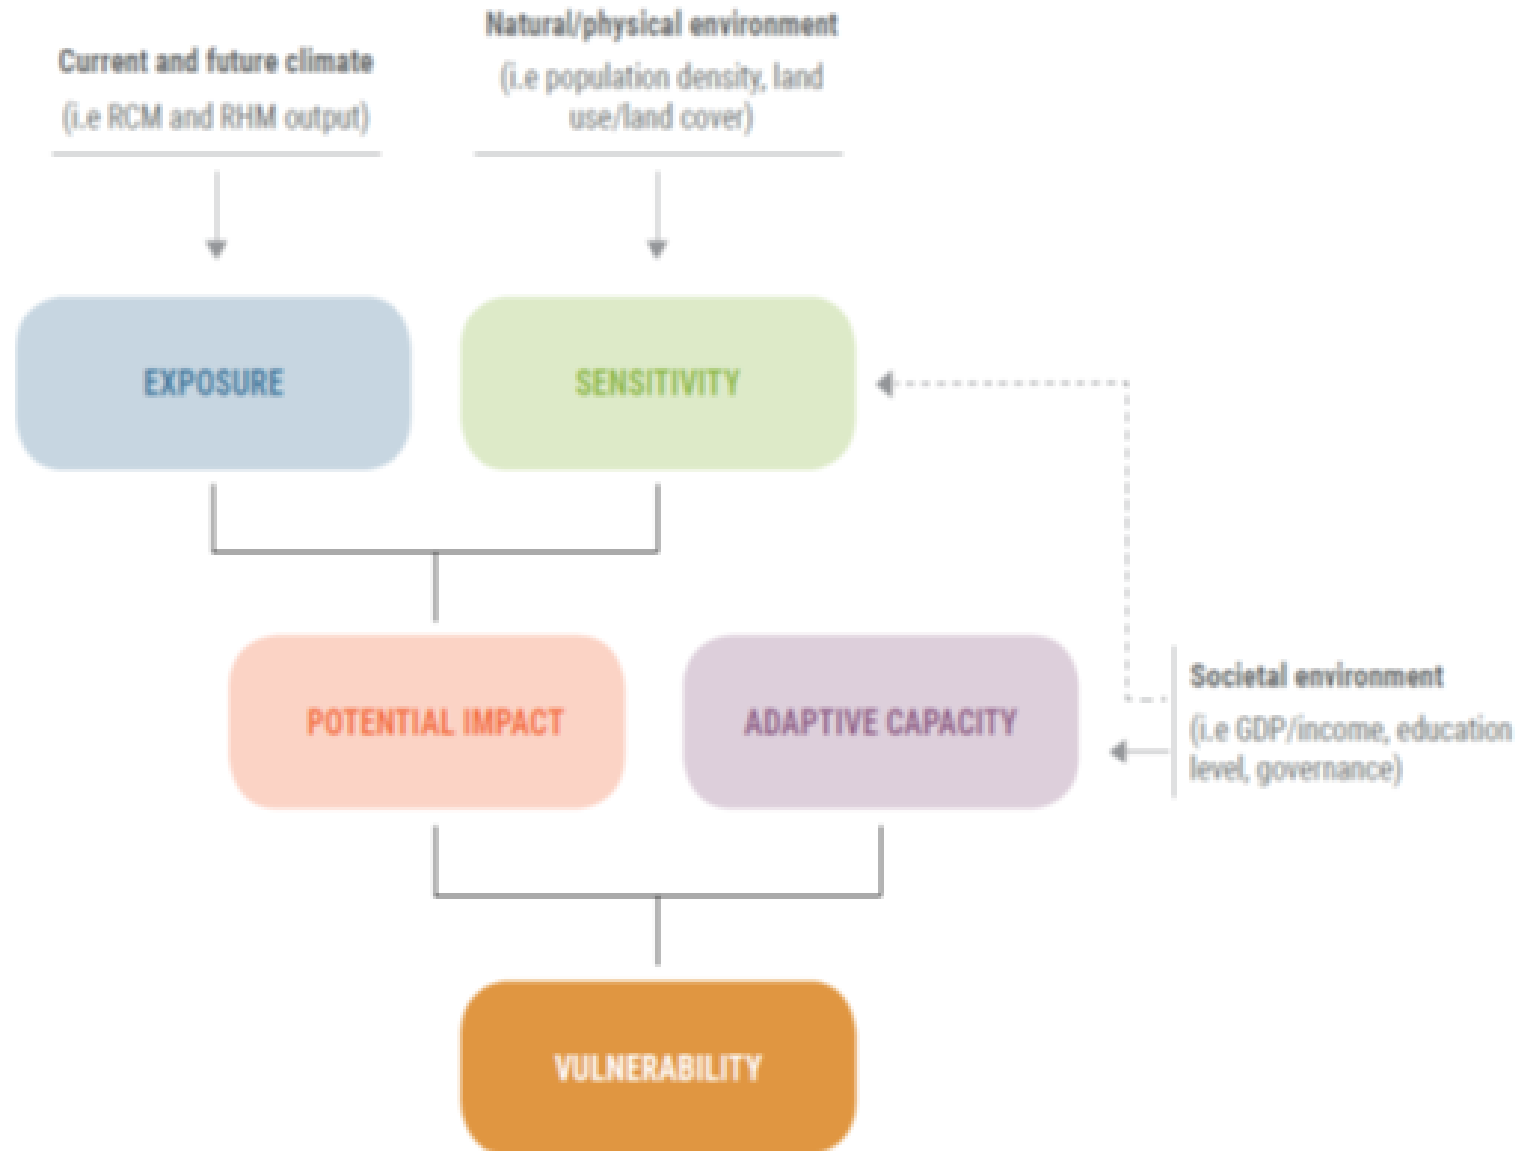 Natural/physical environment
Current and future climate
(i.e population density, land
(i.e RCM and RHM output)
use/land cover)
EXPOSURE
SENSITIVITY
POTENTIAL IMPACT
ADAPTIVE CAPACITY
Societal environment
(i.e GDP/income, education
level, governance)
VULNERABILITY